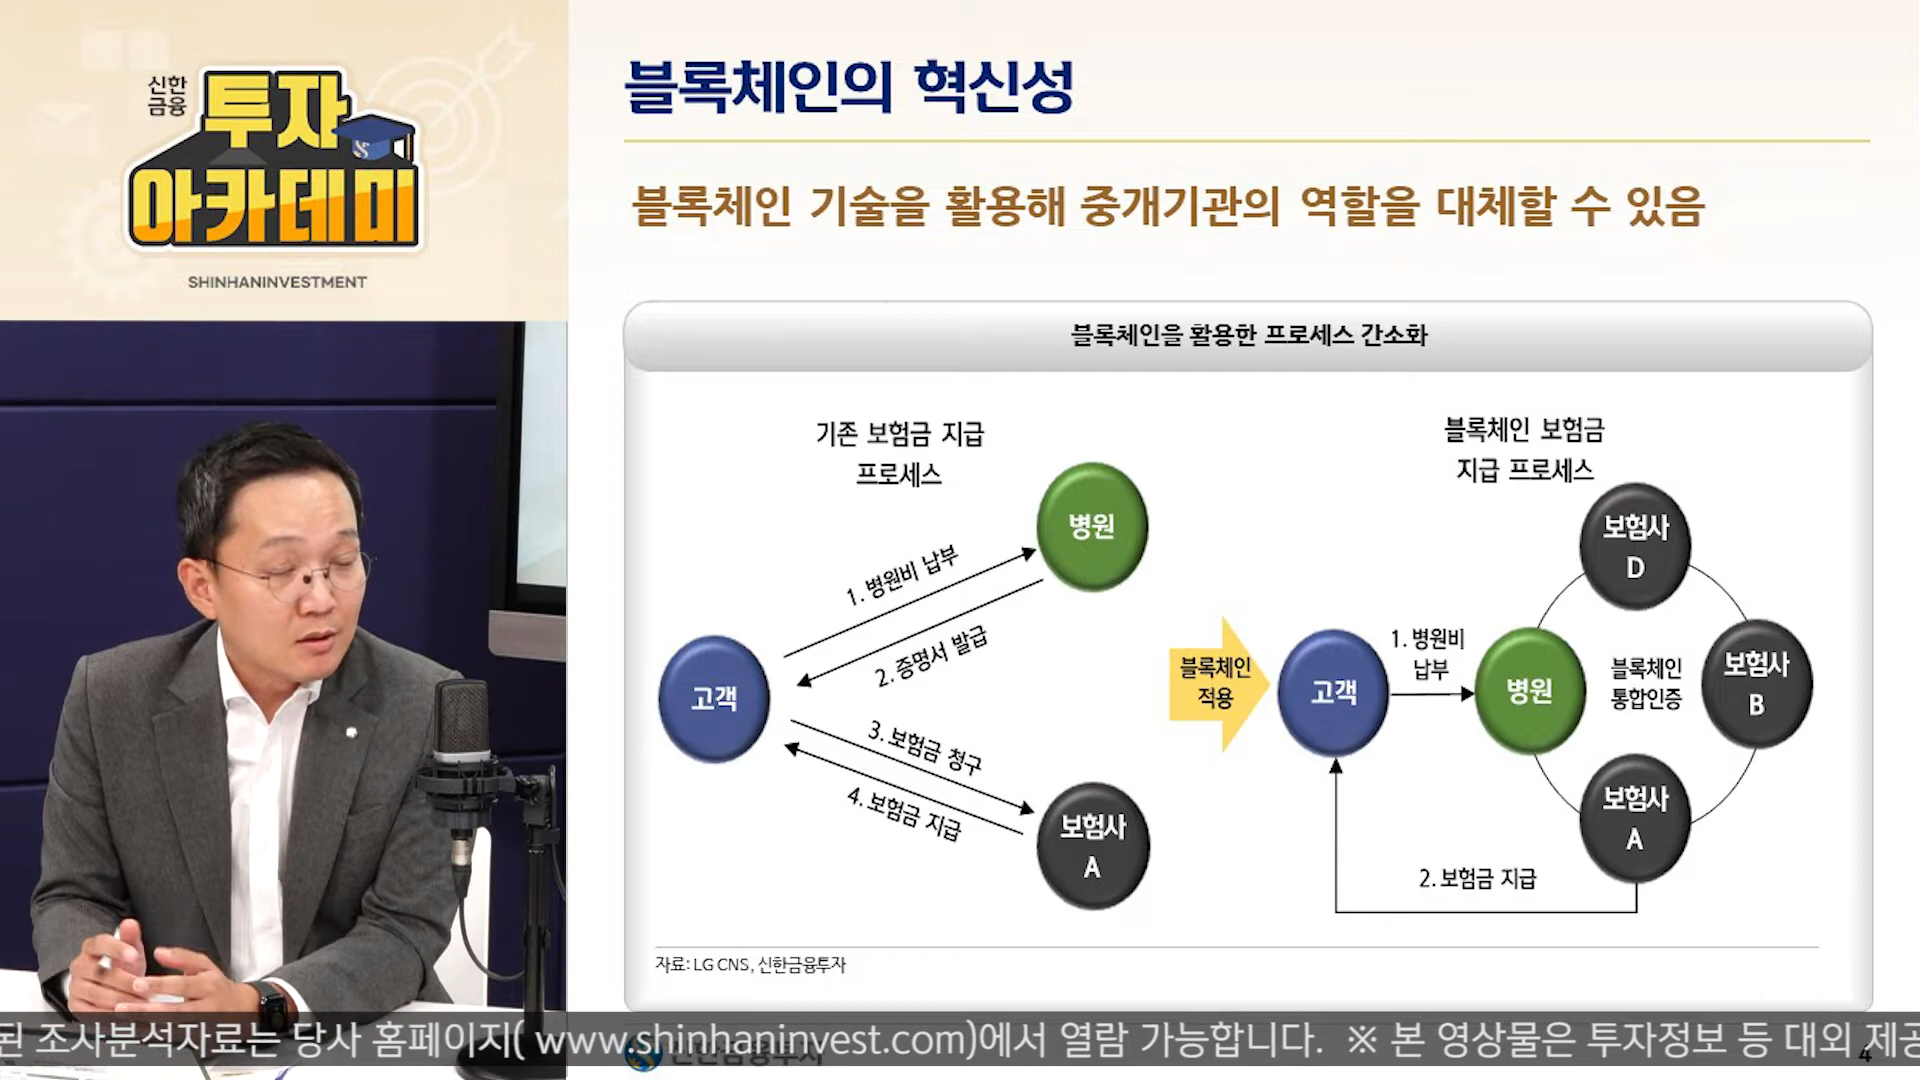 신한
금융
투자
아카데미
SHINHANINVESTMENT
블록체인의 혁신성
블록체인 기술을 활용해 중개기관의 역할을 대체할 수 있음
블록체인을 활용한 프로세스 간소화
기존 보험금 지급
프로세스
병원
1. 병원비 납부
2. 증명서 발급
고객
3. 보험금 청구
4. 보험금 지급
보험사
A
블록체인
적용
블록체인 보험금
지급 프로세스
보험사
D
고객
1. 병원비
납부
병원
블록체인
통합인증
보험사
B
보험사
A
2. 보험금 지급
자료: LG CNS, 신한금융투자
된 조사분석자료는 당사 홈페이지( www.shinhaninvest.com)에서 열람 가능합니다. ※ 본 영상물은 투자정보 등 대외 제공
신한금융투자
4